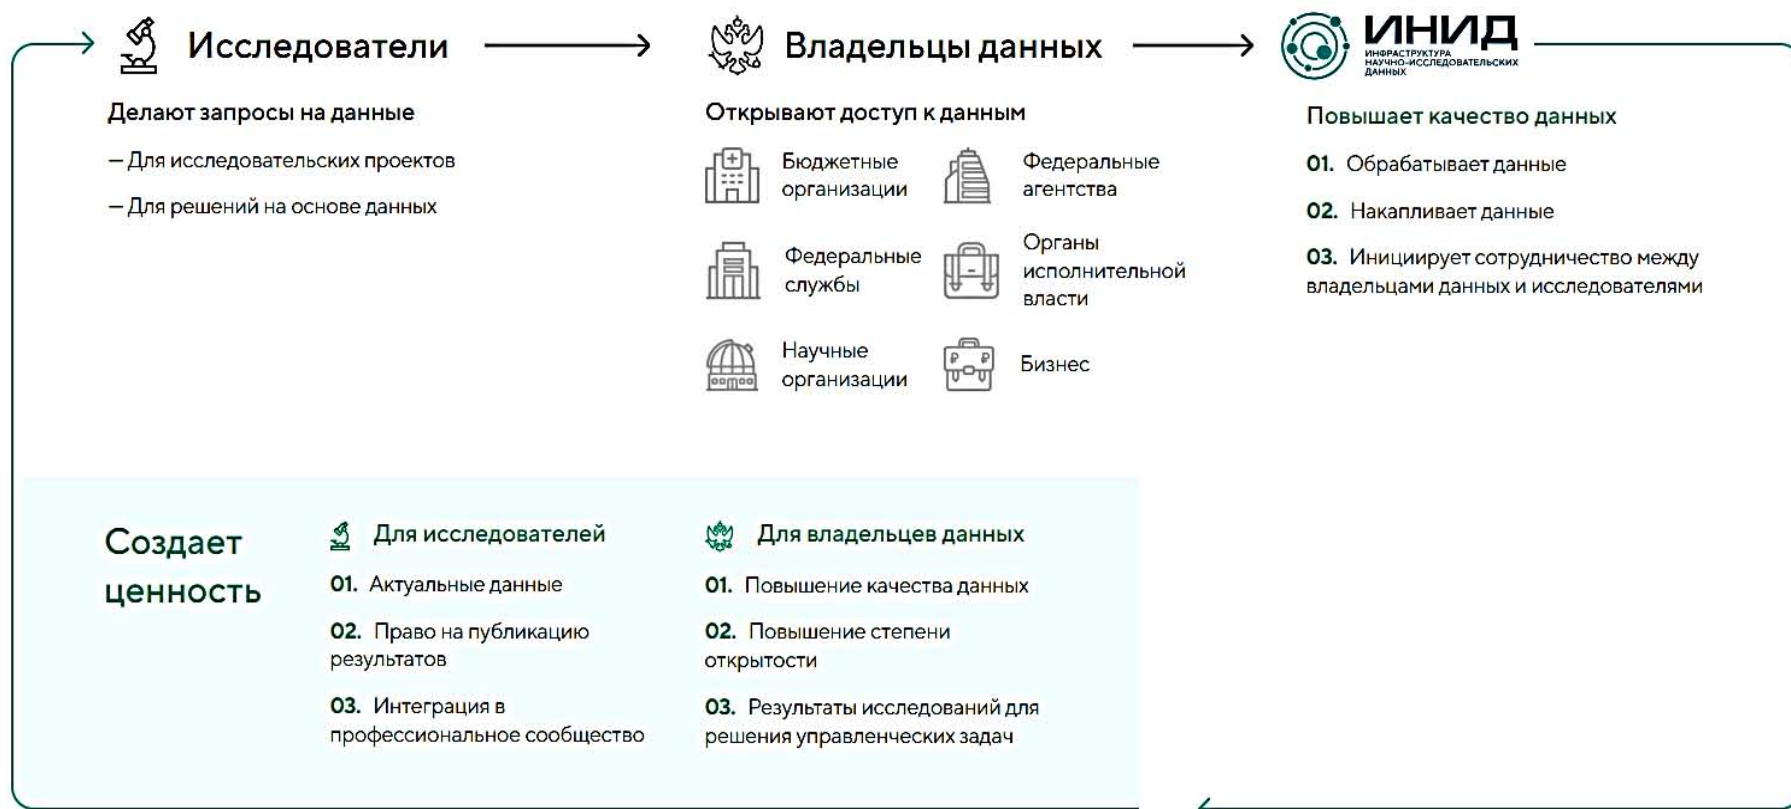 Исследователи
Делают запросы на данные
— Для исследовательских проектов
— Для решений на основе данных
Владельцы данных
Открывают доступ к данным
Бюджетные
организации
Федеральные
агентства
Федеральные
службы
Органы
исполнительной
власти
Научные
организации
Бизнес
ИНИД
ИНФРАСТРУКТУРА
НАУЧНО-ИССЛЕДОВАТЕЛЬСКИХ
ДАННЫХ
Повышает качество данных
01. Обрабатывает данные
02. Накапливает данные
03. Инициирует сотрудничество между
владельцами данных и исследователями
Создает
ценность
Для исследователей
01. Актуальные данные
02. Право на публикацию
результатов
03. Интеграция в
профессиональное сообщество
Для владельцев данных
01. Повышение качества данных
02. Повышение степени
открытости
03. Результаты исследований для
решения управленческих задач